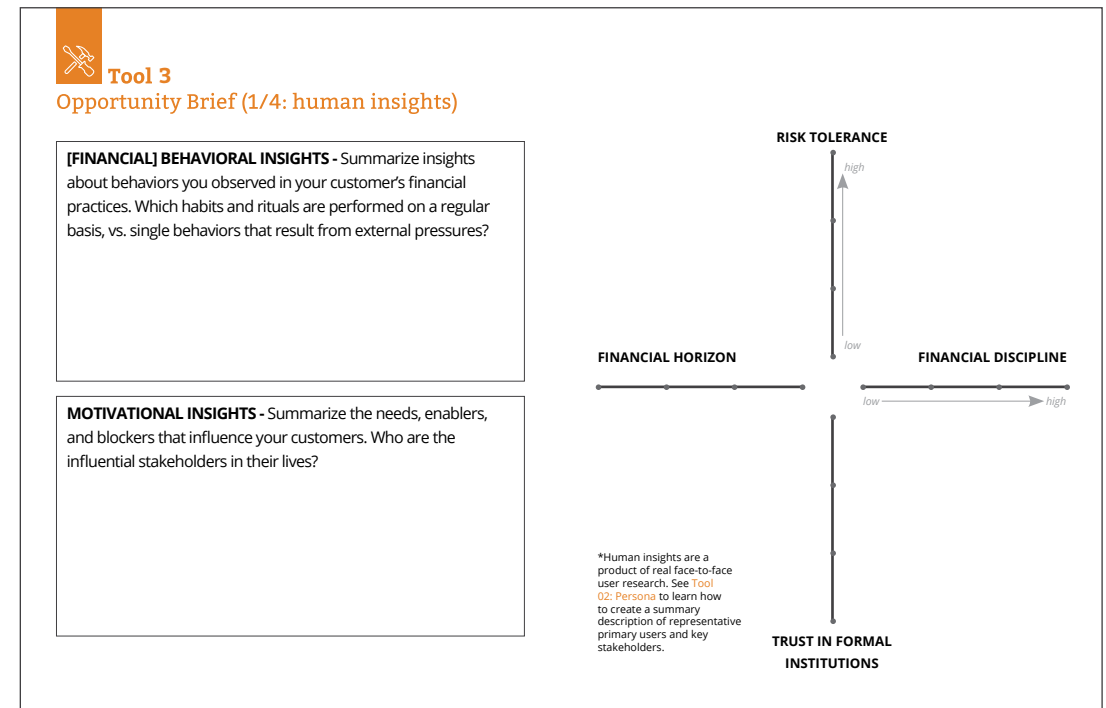 Tool 3
Opportunity Brief (1/4: human insights)
[FINANCIAL] BEHAVIORAL INSIGHTS - Summarize insights
about behaviors you observed in your customer’s financial
practices. Which habits and rituals are performed on a regular
basis, vs. single behaviors that result from external pressures?
MOTIVATIONAL INSIGHTS - Summarize the needs, enablers,
and blockers that influence your customers. Who are the
influential stakeholders in their lives?
RISK TOLERANCE
high
low
FINANCIAL HORIZON
FINANCIAL DISCIPLINE
low
high
*Human insights are a
product of real face-to-face
user research. See Tool
02: Persona to learn how
to create a summary
description of representative
primary users and key
stakeholders.
TRUST IN FORMAL
INSTITUTIONS